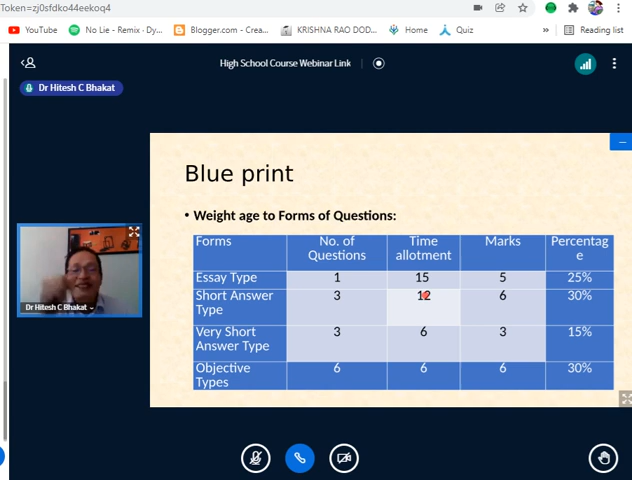 Token=zj0sfdko44eekoq4
YouTube
No Lie - Remix · Dy...
Blogger.com - Crea...
KRISHNA RAO DOD...
Home
Quiz
»
Reading list
High School Course Webinar Link
Dr Hitesh C Bhakat
Blue print
• Weight age to Forms of Questions:
Forms No. of Questions Time allotment Marks Percentag e
Essay Type 1 15 5 25%
Short Answer Type 3 12 6 30%
Very Short Answer Type 3 6 3 15%
Objective Types 6 6 6 30%
Dr Hitesh C Bhakat